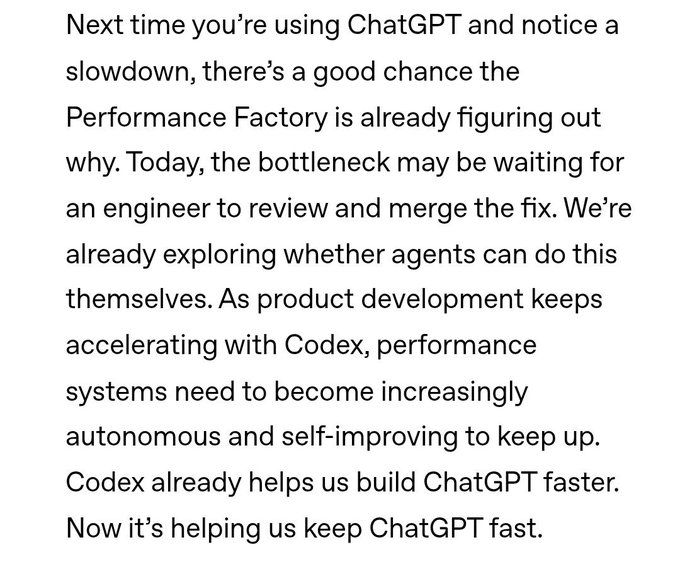 Next time you’re using ChatGPT and notice a
slowdown, there’s a good chance the
Performance Factory is already figuring out
why. Today, the bottleneck may be waiting for
an engineer to review and merge the fix. We’re
already exploring whether agents can do this
themselves. As product development keeps
accelerating with Codex, performance
systems need to become increasingly
autonomous and self-improving to keep up.
Codex already helps us build ChatGPT faster.
Now it’s helping us keep ChatGPT fast.